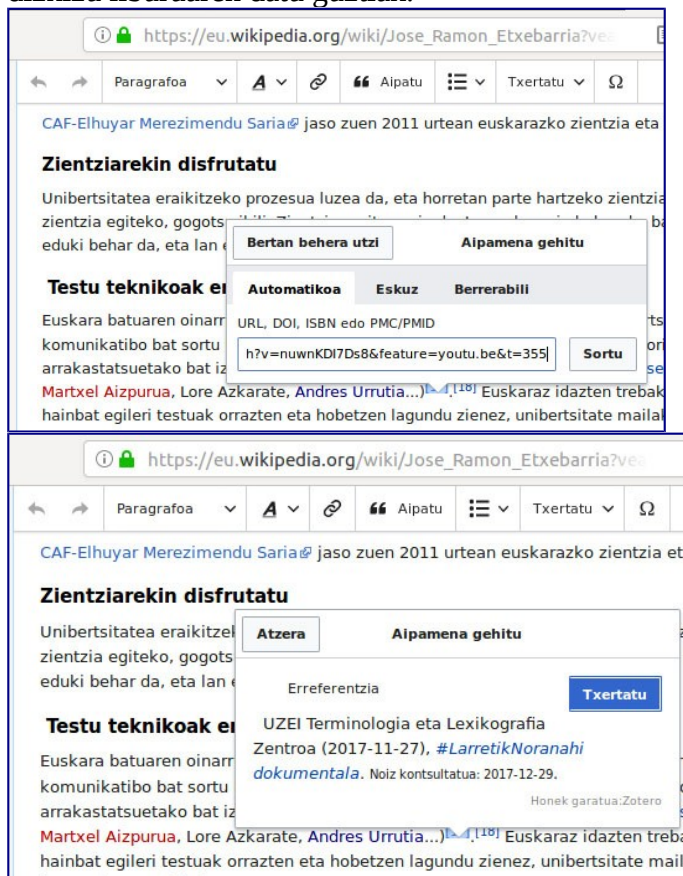 https://eu.wikipedia.org/wiki/Jose_Ramon_Etxebarria?vea
Paragrafoa A Aipatu Txertatu Ω
CAF-Elhuyar Merezimendu Saria jaso zuen 2011 urtean euskarazko zientzia eta
Zientziarekin disfrutatu
Unibertsitatea eraikitzeko prozesua luzea da, eta horretan parte hartzeko zientzia
zientzia egiteko, gogots
eduki behar da, eta lan e
Bertan behera utzi Aipamena gehitu
Testu teknikoak er
Automatikoa Eskuz Berrerabili
Euskara batuaren oinarr
URL, DOI, ISBN edo PMC/PMID
komunikatibo bat sortu
h?v=nuwnKDI7Ds8&feature=youtu.be&t=355 Sortu
arrakastatsuetako bat iz
Martxel Aizpurua, Lore Azkarate, Andres Urrutia...) .[18] Euskaraz idazten trebak
hainbat egileri testuak orrazten eta hobetzen lagundu zienez, unibertsitate mailak
https://eu.wikipedia.org/wiki/Jose_Ramon_Etxebarria?vea
Paragrafoa A Aipatu Txertatu Ω
CAF-Elhuyar Merezimendu Saria jaso zuen 2011 urtean euskarazko zientzia et
Zientziarekin disfrutatu
Unibertsitatea eraikitzek
Atzera Aipamena gehitu
zientzia egiteko, gogots
eduki behar da, eta lan e
Erreferentzia Txertatu
Testu teknikoak er
UZEI Terminologia eta Lexikografia
Zentroa (2017-11-27), #LarretikNoranahi
dokumentala. Noiz kontsultatua: 2017-12-29.
Honek garatua:Zotero
Euskara batuaren oinarr
komunikatibo bat sortu
arrakastatsuetako bat iz
Martxel Aizpurua, Lore Azkarate, Andres Urrutia...) .[18] Euskaraz idazten treba
hainbat egileri testuak orrazten eta hobetzen lagundu zienez, unibertsitate mail